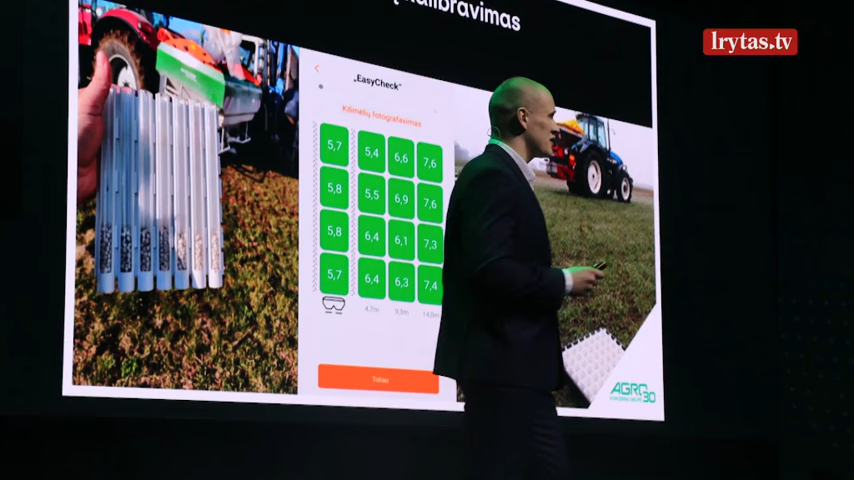 kalibravimas
lrytas.tv
„EasyCheck“
Kilimėlių fotografavimas
5,7 5,4 6,6 7,6
5,8 5,5 6,9 7,6
5,8 6,4 6,1 7,3
5,7 6,4 6,3 7,4
4,7m 9,3m 14,0m
Toliau
AGRO
30